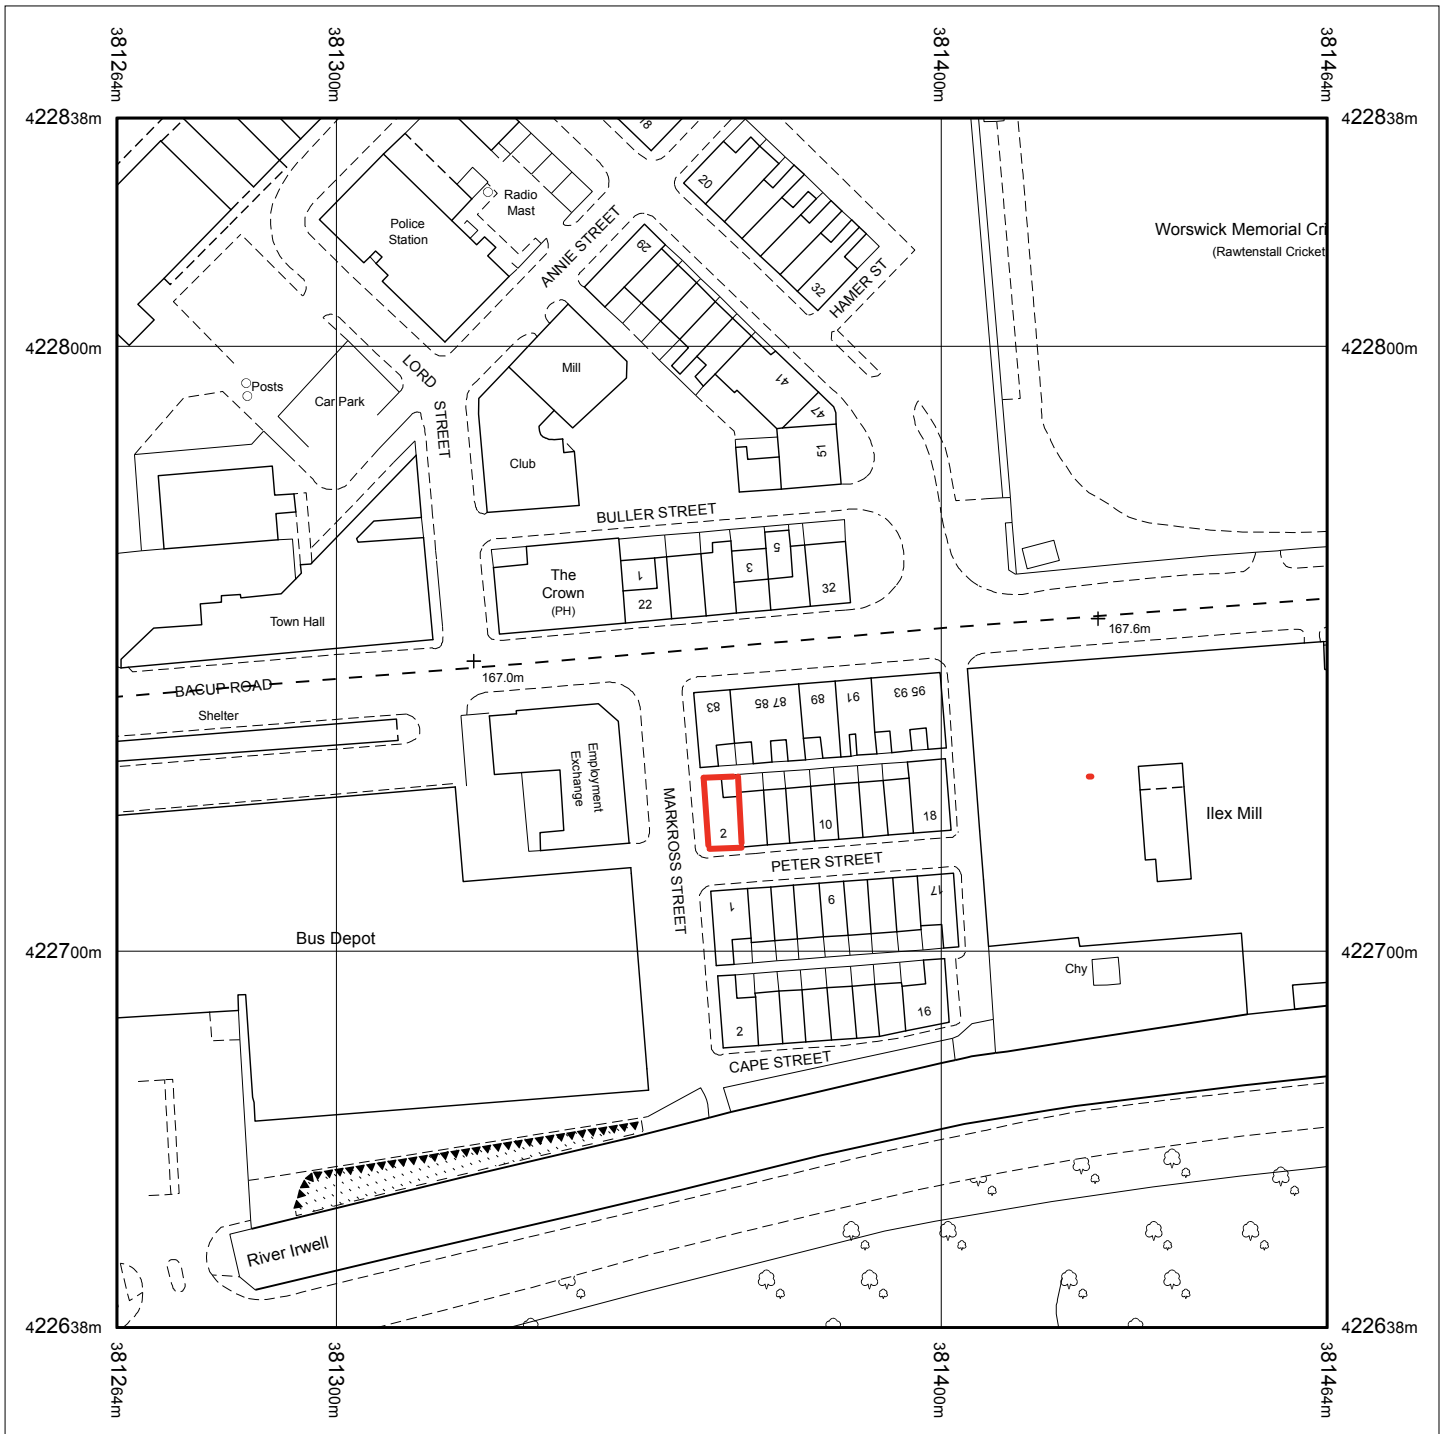 381264m
381300m
381400m
381464m
422838m
422838m
18
20
Radio
Mast
Police
Station
ANNIE STREET
29
32
HAMER ST
Worswick Memorial Cri
(Rawtenstall Cricket
422800m
422800m
LORD
STREET
Mill
Posts
Car Park
41
47
51
Club
BULLER STREET
The
Crown
(PH)
1
22
3
5
32
Town Hall
167.6m
167.0m
BACUP ROAD
Shelter
83
87 85
89
91
95 93
Employment
Exchange
MARKROSS STREET
2
10
18
Ilex Mill
PETER STREET
1
9
17
Bus Depot
422700m
422700m
Chy
2
16
CAPE STREET
River Irwell
422638m
422638m
381264m
381300m
381400m
381464m